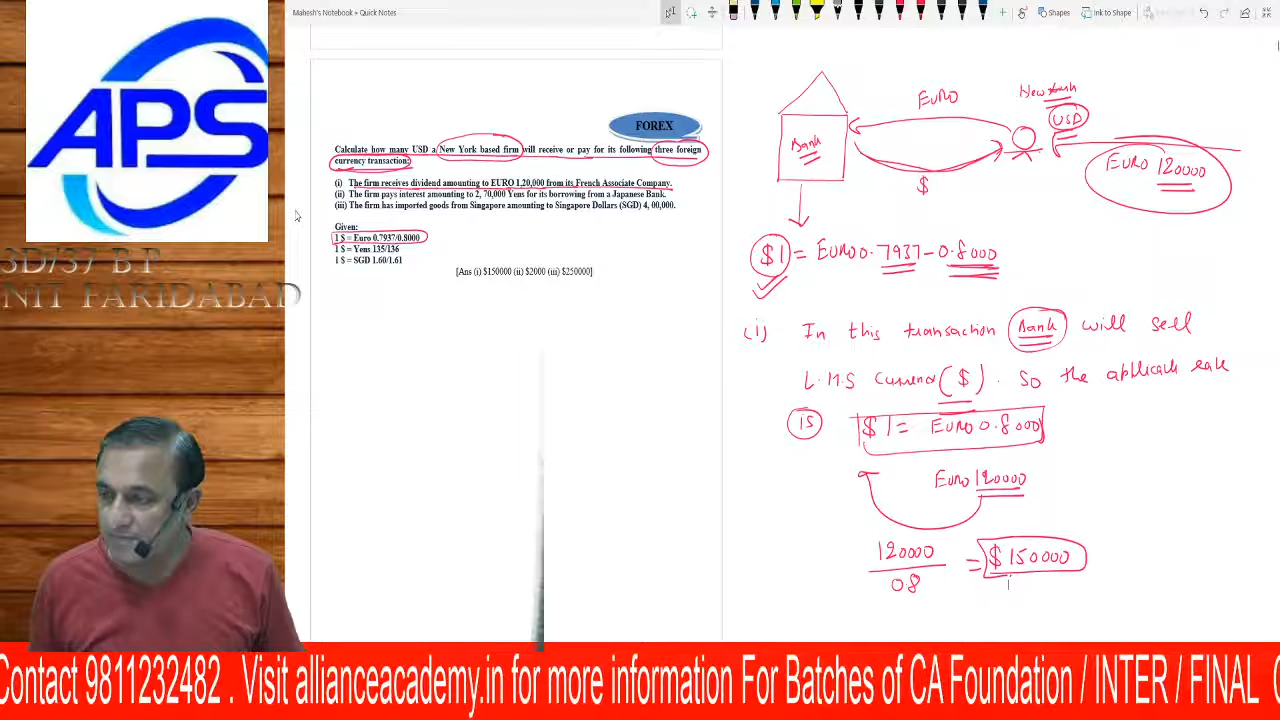 Mahesh's Notebook » Quick Notes
Shapes
Ink to Shape
APS
3D/37 B.P.
NIT FARIDABAD
FOREX
Calculate how many USD a New York based firm will receive or pay for its following three foreign
currency transaction:
(i) The firm receives dividend amounting to EURO 1,20,000 from its French Associate Company.
(ii) The firm pays interest amounting to 2, 70,000 Yens for its borrowing from a Japanese Bank.
(iii) The firm has imported goods from Singapore amounting to Singapore Dollars (SGD) 4, 00,000.
Given:
1 $ = Euro 0.7937/0.8000
1 $ = Yens 135/136
1 $ = SGD 1.60/1.61
[Ans (i) $150000 (ii) $2000 (iii) $250000]
Bank
EURO
$
USD
EURO 120000
$1 = EURO 0.7937 - 0.8000
(i) In this transaction Bank will sell
L.M.S currency ($). So the applicable rate
is $1 = EURO 0.8000
EURO 120000
120000
0.8
= $150000
Contact 9811232482 . Visit allianceacademy.in for more information For Batches of CA Foundation / INTER / FINAL